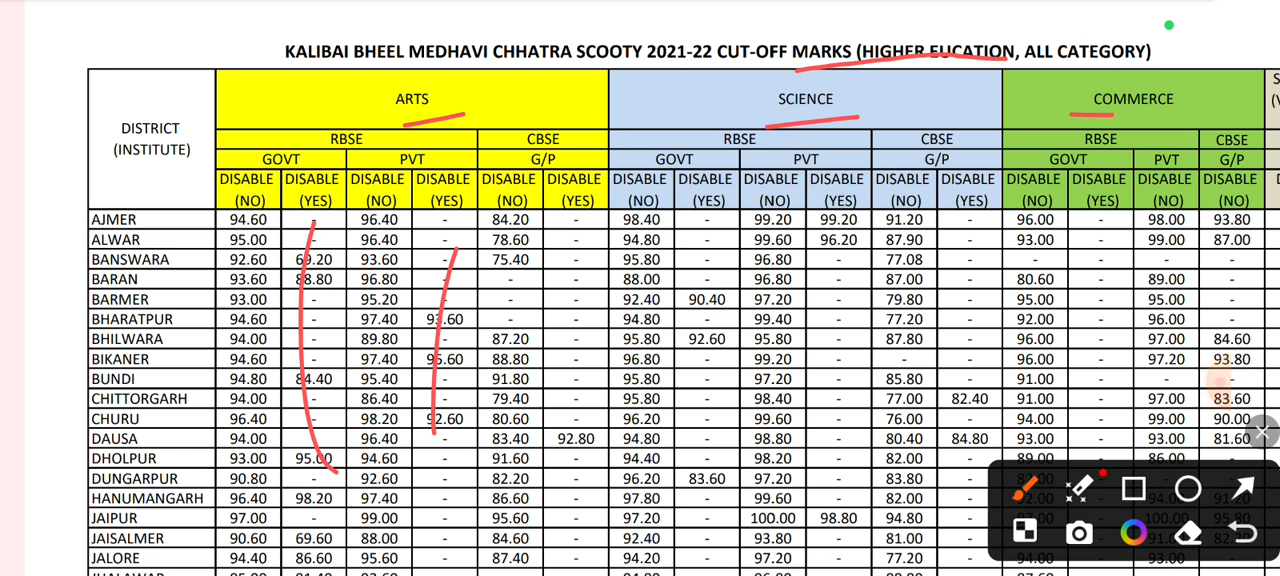 KALIBAI BHEEL MEDHAVI CHHATRA SCOOTY 2021-22 CUT-OFF MARKS (HIGHER EUCATION, ALL CATEGORY)
DISTRICT (INSTITUTE) ARTS SCIENCE COMMERCE
RBSE CBSE RBSE CBSE RBSE CBSE
GOVT PVT G/P GOVT PVT G/P GOVT PVT G/P
DISABLE (NO) DISABLE (YES) DISABLE (NO) DISABLE (YES) DISABLE (NO) DISABLE (YES) DISABLE (NO) DISABLE (YES) DISABLE (NO) DISABLE (YES) DISABLE (NO) DISABLE (YES) DISABLE (NO) DISABLE (YES) DISABLE (NO) DISABLE (NO)
AJMER 94.60 - 96.40 - 84.20 - 98.40 - 99.20 99.20 91.20 - 96.00 - 98.00 93.80
ALWAR 95.00 - 96.40 - 78.60 - 94.80 - 99.60 96.20 87.90 - 93.00 - 99.00 87.00
BANSWARA 92.60 69.20 93.60 - 75.40 - 95.80 - 96.80 - 77.08 - - - - -
BARAN 93.60 88.80 96.80 - - - 88.00 - 96.80 - 87.00 - 80.60 - 89.00 -
BARMER 93.00 - 95.20 - - - 92.40 90.40 97.20 - 79.80 - 95.00 - 95.00 -
BHARATPUR 94.60 - 97.40 93.60 - - 94.80 - 99.40 - 77.20 - 92.00 - 96.00 -
BHILWARA 94.00 - 89.80 - 87.20 - 95.80 92.60 95.80 - 87.80 - 96.00 - 97.00 84.60
BIKANER 94.60 - 97.40 95.60 88.80 - 96.80 - 99.20 - - - 96.00 - 97.20 93.80
BUNDI 94.80 84.40 95.40 - 91.80 - 95.80 - 97.20 - 85.80 - 91.00 - - -
CHITTORGARH 94.00 - 86.40 - 79.40 - 95.80 - 98.40 - 77.00 82.40 91.00 - 97.00 83.60
CHURU 96.40 - 98.20 92.60 80.60 - 96.20 - 99.60 - 76.00 - 94.00 - 99.00 90.00
DAUSA 94.00 - 96.40 - 83.40 92.80 94.80 - 98.80 - 80.40 84.80 93.00 - 93.00 81.60
DHOLPUR 93.00 95.00 94.60 - 91.60 - 94.40 - 98.20 - 82.00 - 89.00 - 86.00 -
DUNGARPUR 90.80 - 92.60 - 82.20 - 96.20 83.60 97.20 - 83.80 -
HANUMANGARH 96.40 98.20 97.40 - 86.60 - 97.80 - 99.60 - 82.00 -
JAIPUR 97.00 - 99.00 - 95.60 - 97.20 - 100.00 98.80 94.80 -
JAISALMER 90.60 69.60 88.00 - 84.60 - 92.40 - 93.80 - 81.00 -
JALORE 94.40 86.60 95.60 - 87.40 - 94.20 - 97.20 - 77.20 - 94.00 - 93.00 -